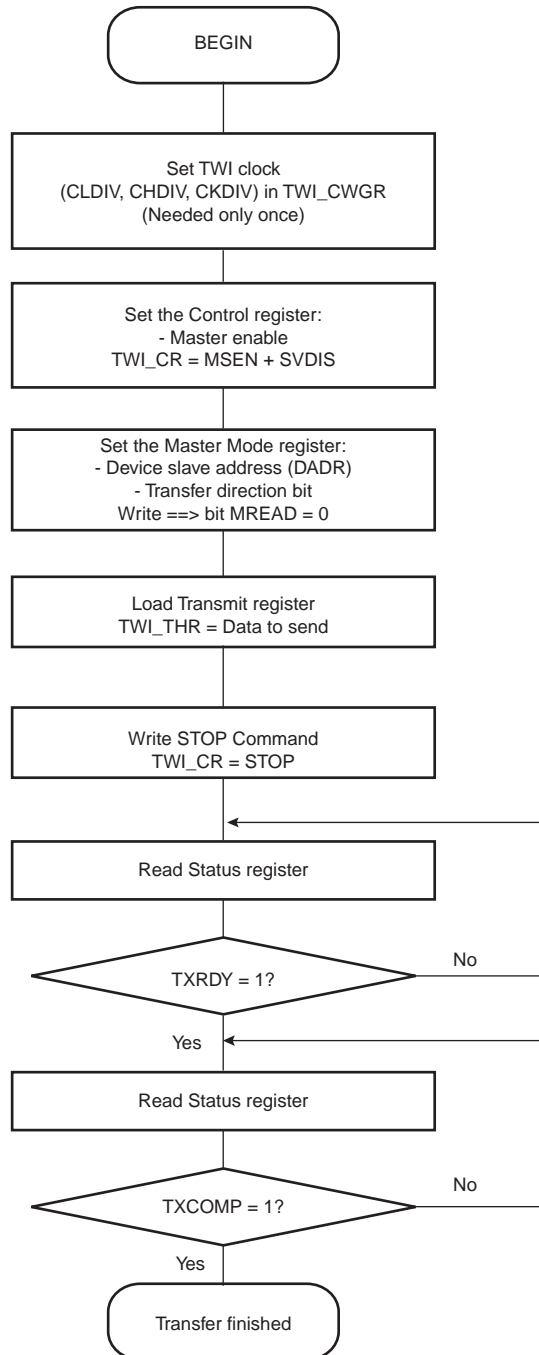 BEGIN
Set TWI clock
(CLDIV, CHDIV, CKDIV) in TWI_CWGR
(Needed only once)
Set the Control register:
- Master enable
TWI_CR = MSEN + SVDIS
Set the Master Mode register:
- Device slave address (DADR)
- Transfer direction bit
Write ==> bit MREAD = 0
Load Transmit register
TWI_THR = Data to send
Write STOP Command
TWI_CR = STOP
Read Status register
TXRDY = 1?
No
Yes
Read Status register
TXCOMP = 1?
No
Yes
Transfer finished